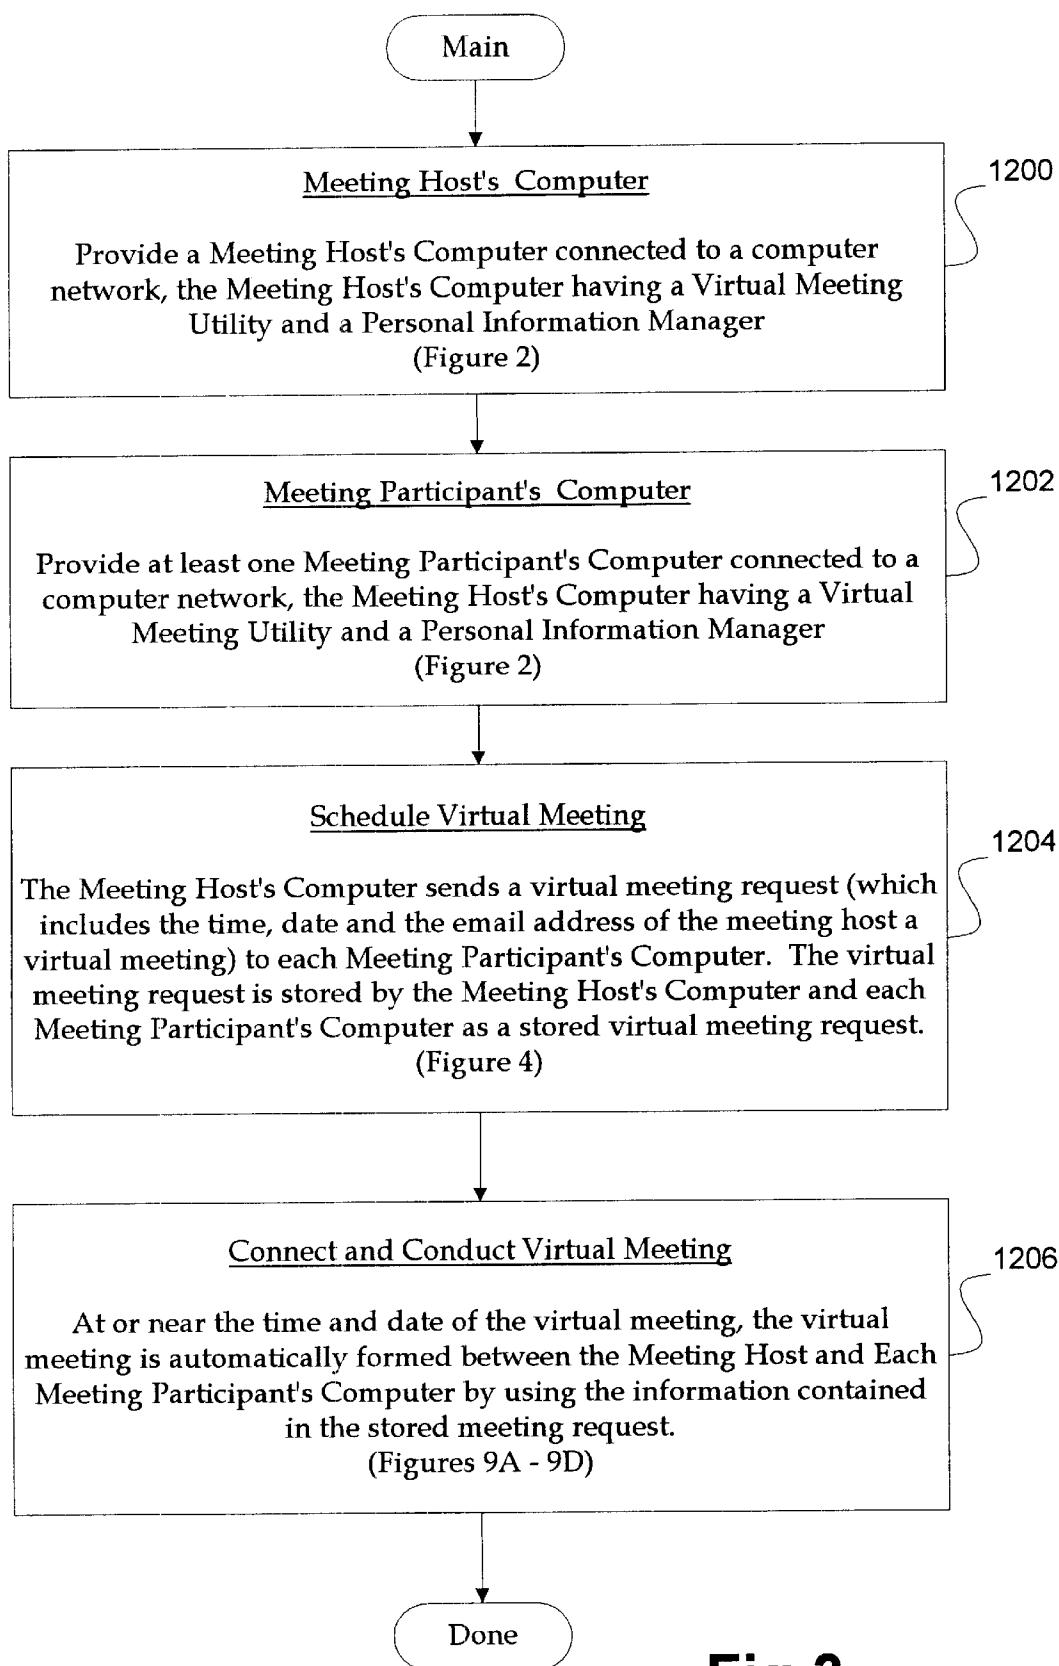 Main
Meeting Host's Computer
1200
Provide a Meeting Host's Computer connected to a computer
network, the Meeting Host's Computer having a Virtual Meeting
Utility and a Personal Information Manager
(Figure 2)
Meeting Participant's Computer
1202
Provide at least one Meeting Participant's Computer connected to a
computer network, the Meeting Host's Computer having a Virtual
Meeting Utility and a Personal Information Manager
(Figure 2)
Schedule Virtual Meeting
1204
The Meeting Host's Computer sends a virtual meeting request (which
includes the time, date and the email address of the meeting host a
virtual meeting) to each Meeting Participant's Computer. The virtual
meeting request is stored by the Meeting Host's Computer and each
Meeting Participant's Computer as a stored virtual meeting request.
(Figure 4)
Connect and Conduct Virtual Meeting
1206
At or near the time and date of the virtual meeting, the virtual
meeting is automatically formed between the Meeting Host and Each
Meeting Participant's Computer by using the information contained
in the stored meeting request.
(Figures 9A - 9D)
Done